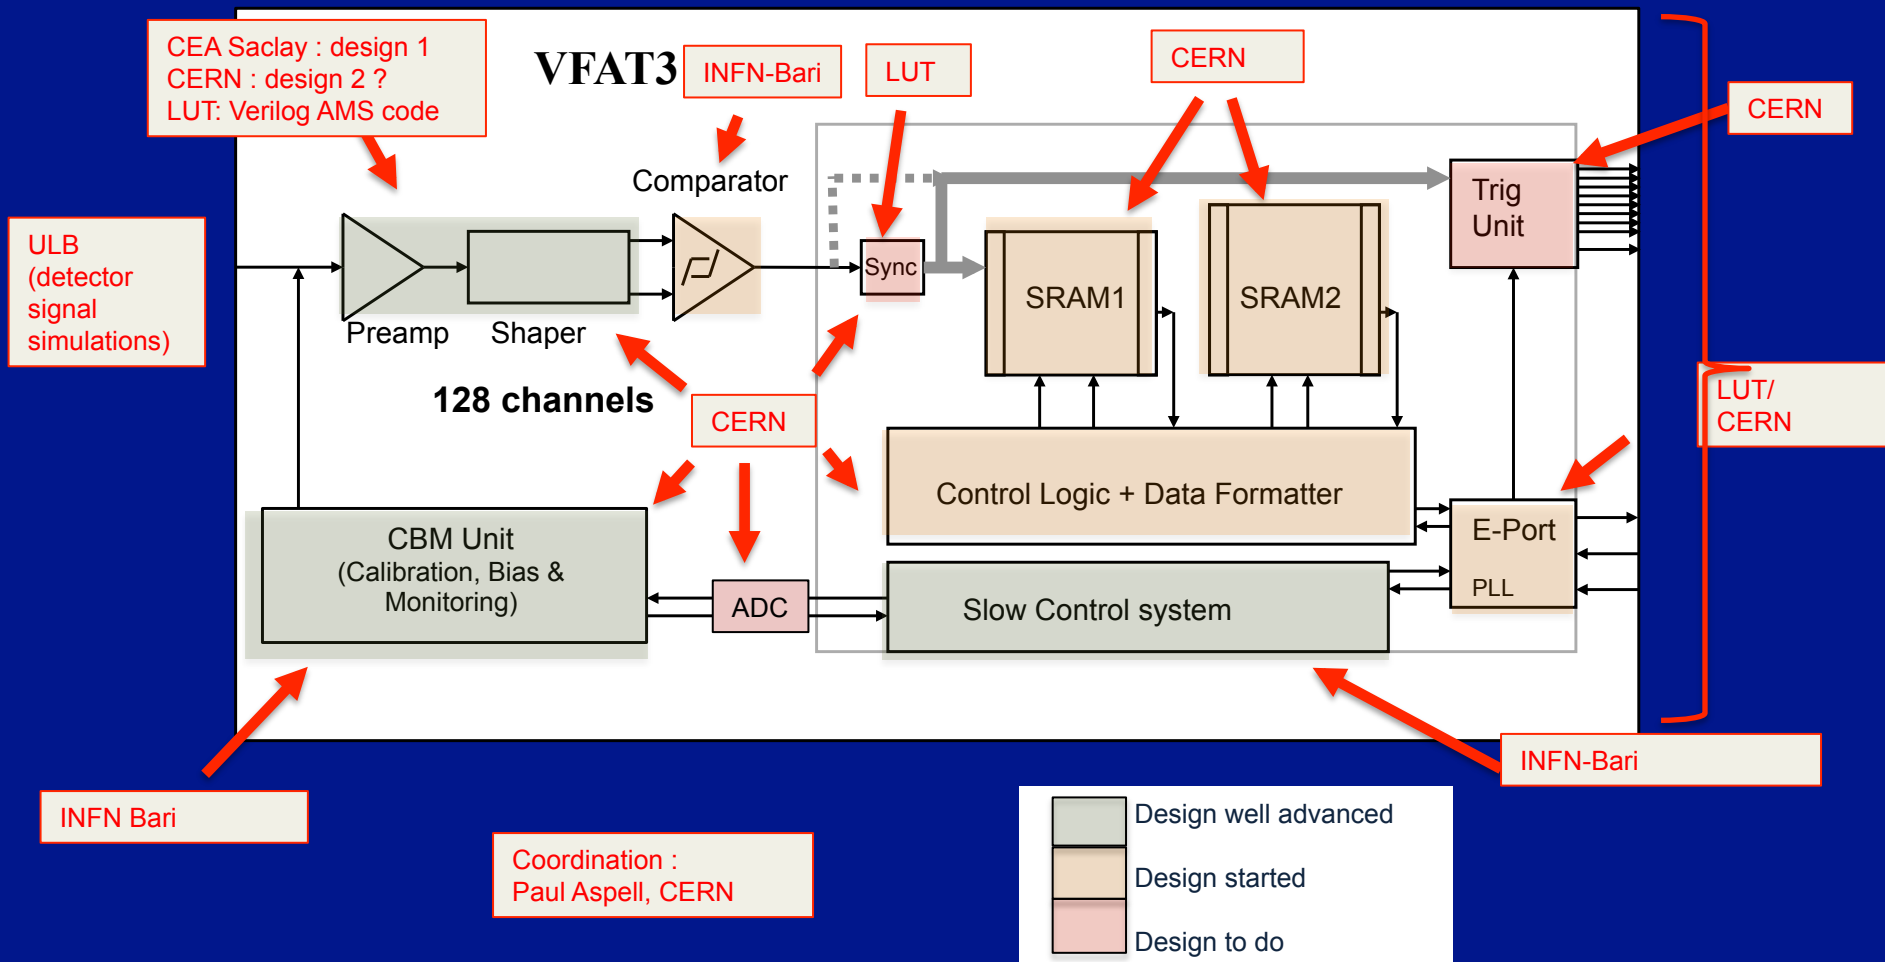 CEA Saclay : design 1
CERN : design 2 ?
LUT: Verilog AMS code
VFAT3
INFN-Bari
LUT
CERN
CERN
Comparator
Trig
Unit
ULB
(detector
signal
simulations)
Sync
SRAM1
SRAM2
Preamp
Shaper
128 channels
CERN
LUT/
CERN
Control Logic + Data Formatter
E-Port
PLL
CBM Unit
(Calibration, Bias &
Monitoring)
ADC
Slow Control system
INFN-Bari
INFN Bari
Coordination :
Paul Aspell, CERN
Design well advanced
Design started
Design to do